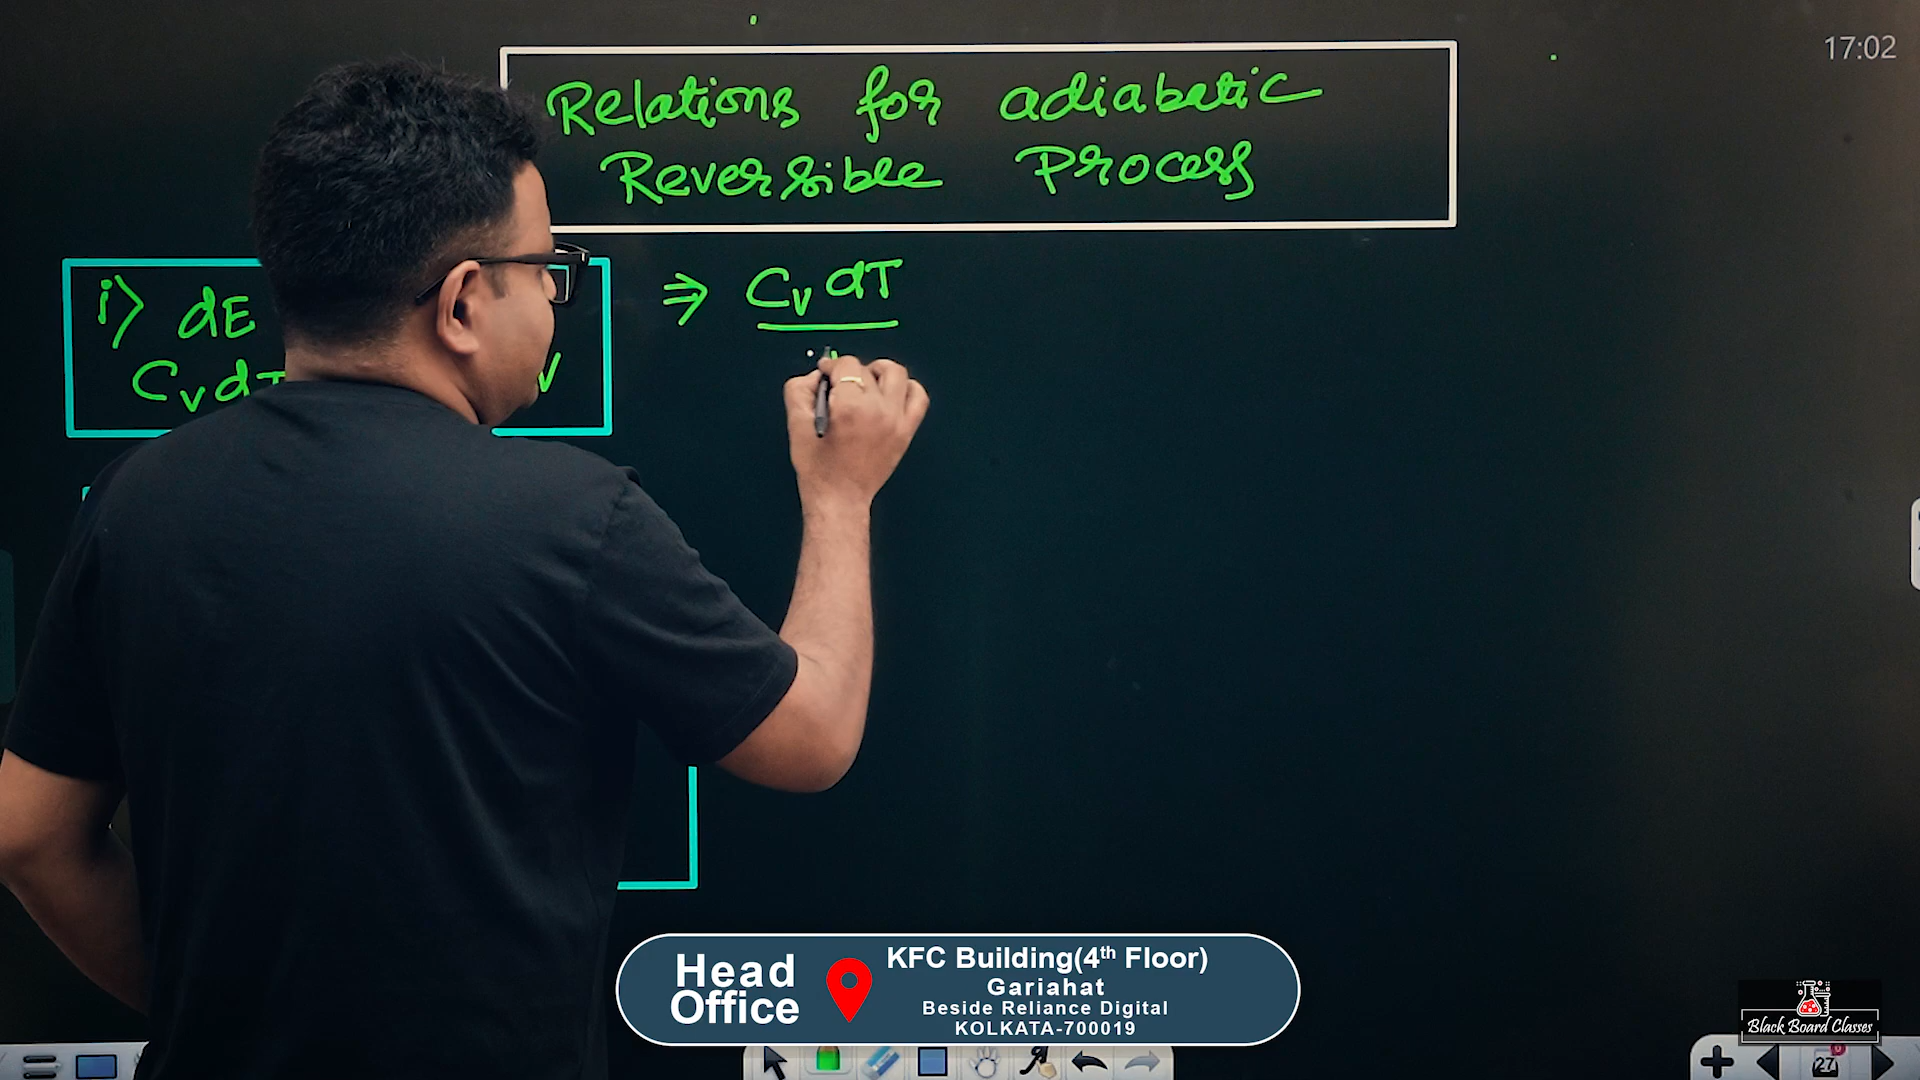 17:02
Relations for adiabatic
Reversible Process
i) dE
CvdT
V
⇒ CvdT
Head
Office
KFC Building(4th Floor)
Gariahat
Beside Reliance Digital
KOLKATA-700019
Black Board Classes
27